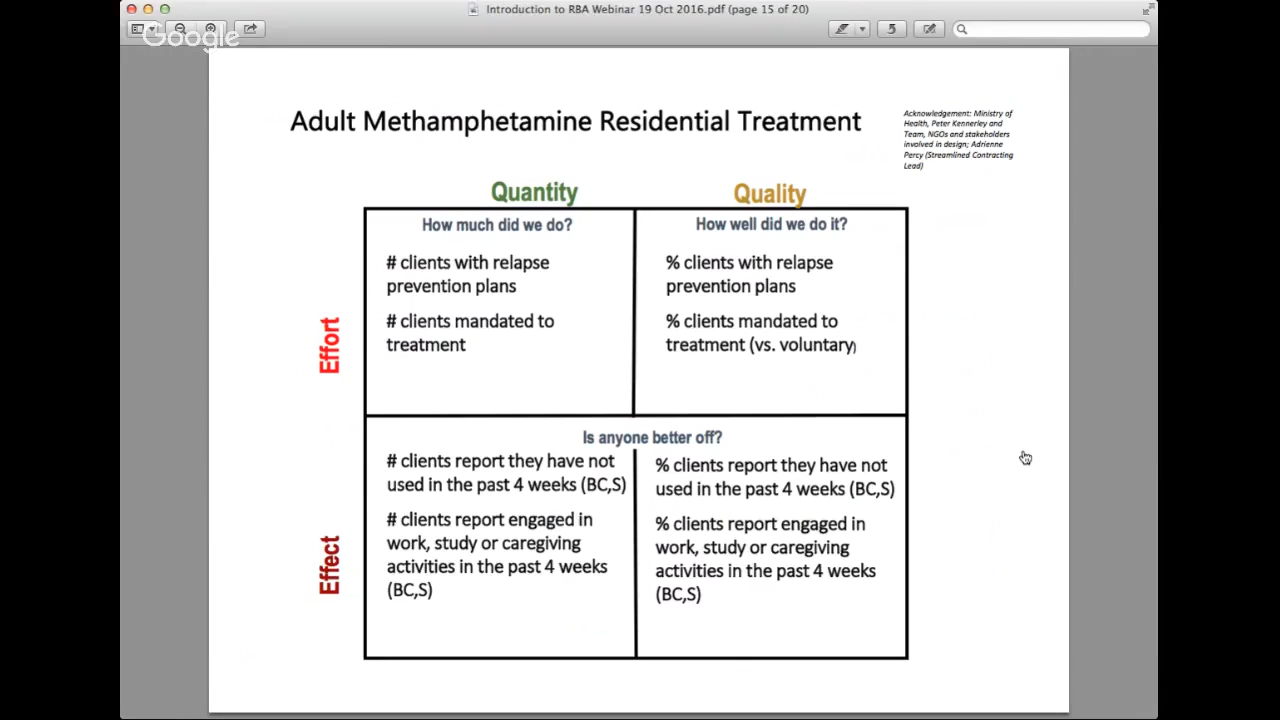 Introduction to RBA Webinar 19 Oct 2016.pdf (page 15 of 20)
Google
5
Adult Methamphetamine Residential Treatment
Acknowledgement: Ministry of
Health, Peter Kennerley and
Team, NGOs and stakeholders
involved in design; Adrienne
Percy (Streamlined Contracting
Lead)
Quantity
Quality
How much did we do?
# clients with relapse
prevention plans
# clients mandated to
treatment
How well did we do it?
% clients with relapse
prevention plans
% clients mandated to
treatment (vs. voluntary)
Effort
Is anyone better off?
# clients report they have not
used in the past 4 weeks (BC,S)
# clients report engaged in
work, study or caregiving
activities in the past 4 weeks
(BC,S)
% clients report they have not
used in the past 4 weeks (BC,S)
% clients report engaged in
work, study or caregiving
activities in the past 4 weeks
(BC,S)
Effect